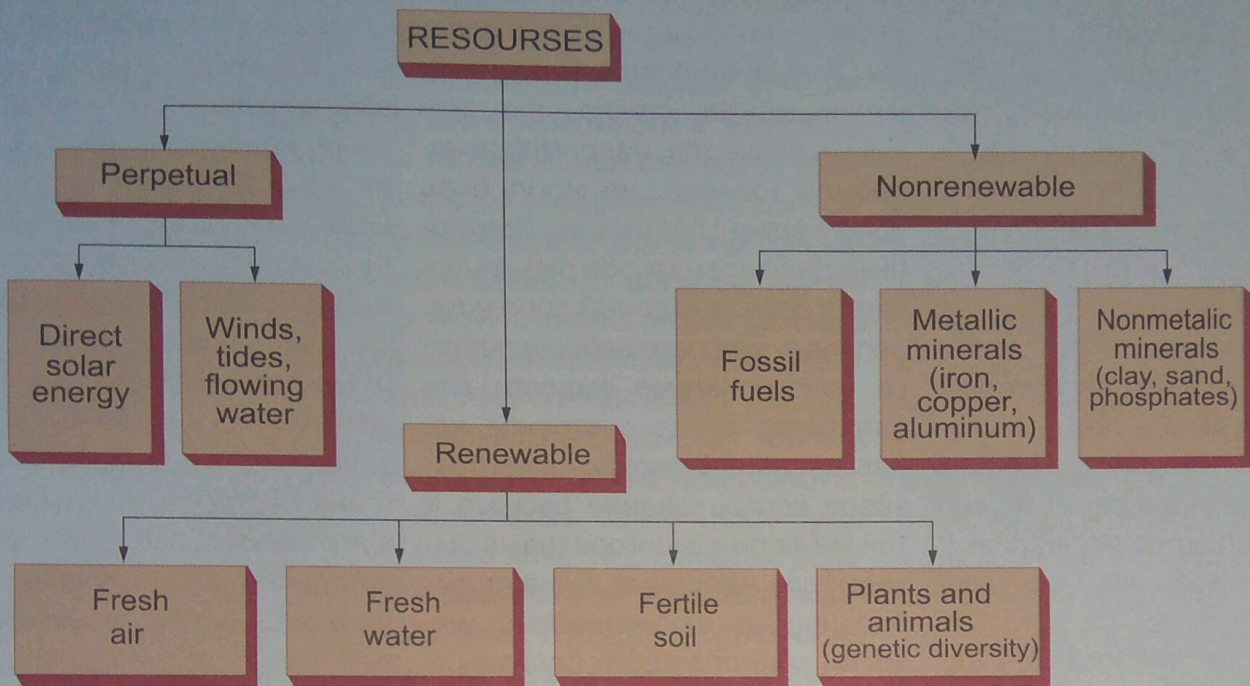 RESOURSES
Perpetual
Nonrenewable
Direct
solar
energy
Winds,
tides,
flowing
water
Fossil
fuels
Metallic
minerals
(iron,
copper,
aluminum)
Nonmetalic
minerals
(clay, sand,
phosphates)
Renewable
Fresh
air
Fresh
water
Fertile
soil
Plants and
animals
(genetic diversity)